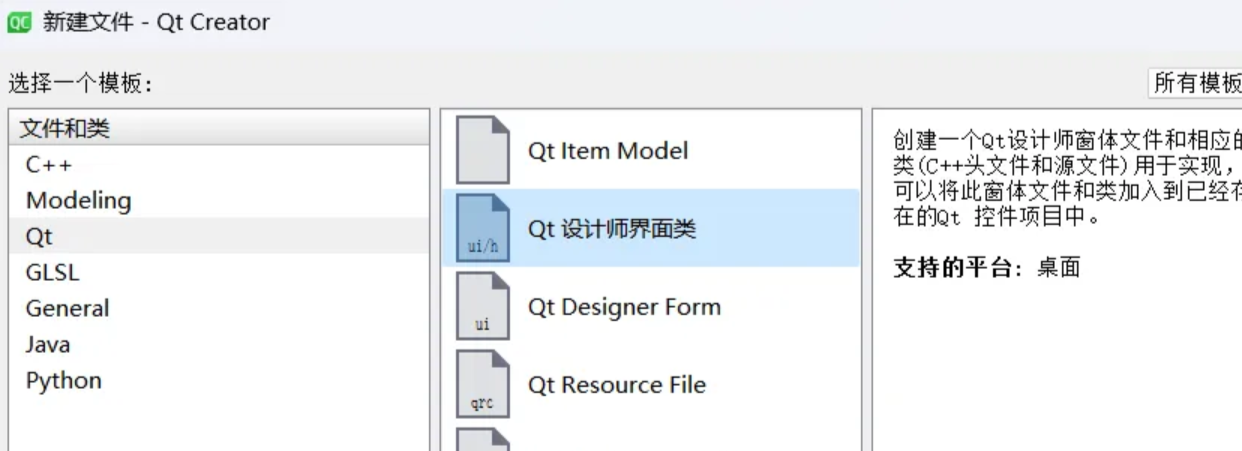 QC 新建文件 - Qt Creator
选择一个模板:
所有模板
文件和类
C++
Modeling
Qt
GLSL
General
Java
Python
Qt Item Model
ui/h
Qt 设计师界面类
ui
Qt Designer Form
qrc
Qt Resource File
创建一个Qt设计师窗体文件和相应的
类(C++头文件和源文件)用于实现,
可以将此窗体文件和类加入到已经存
在的Qt 控件项目中。
支持的平台: 桌面